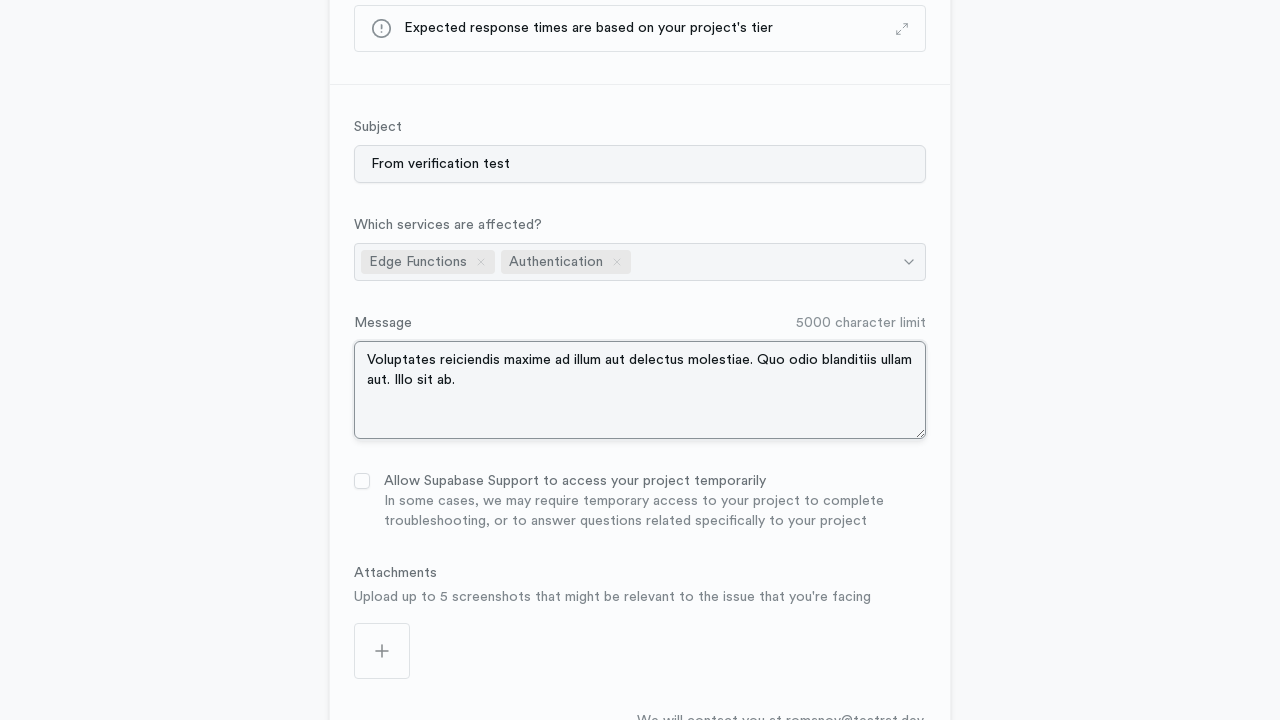 Expected response times are based on your project's tier
Subject
From verification test
Which services are affected?
Edge Functions Authentication
Message 5000 character limit
Voluptates reiciendis maxime ad illum aut delectus molestiae. Quo odio blanditiis ullam
aut. Illo sit ab.
Allow Supabase Support to access your project temporarily
In some cases, we may require temporary access to your project to complete
troubleshooting, or to answer questions related specifically to your project
Attachments
Upload up to 5 screenshots that might be relevant to the issue that you're facing
We will contact you at